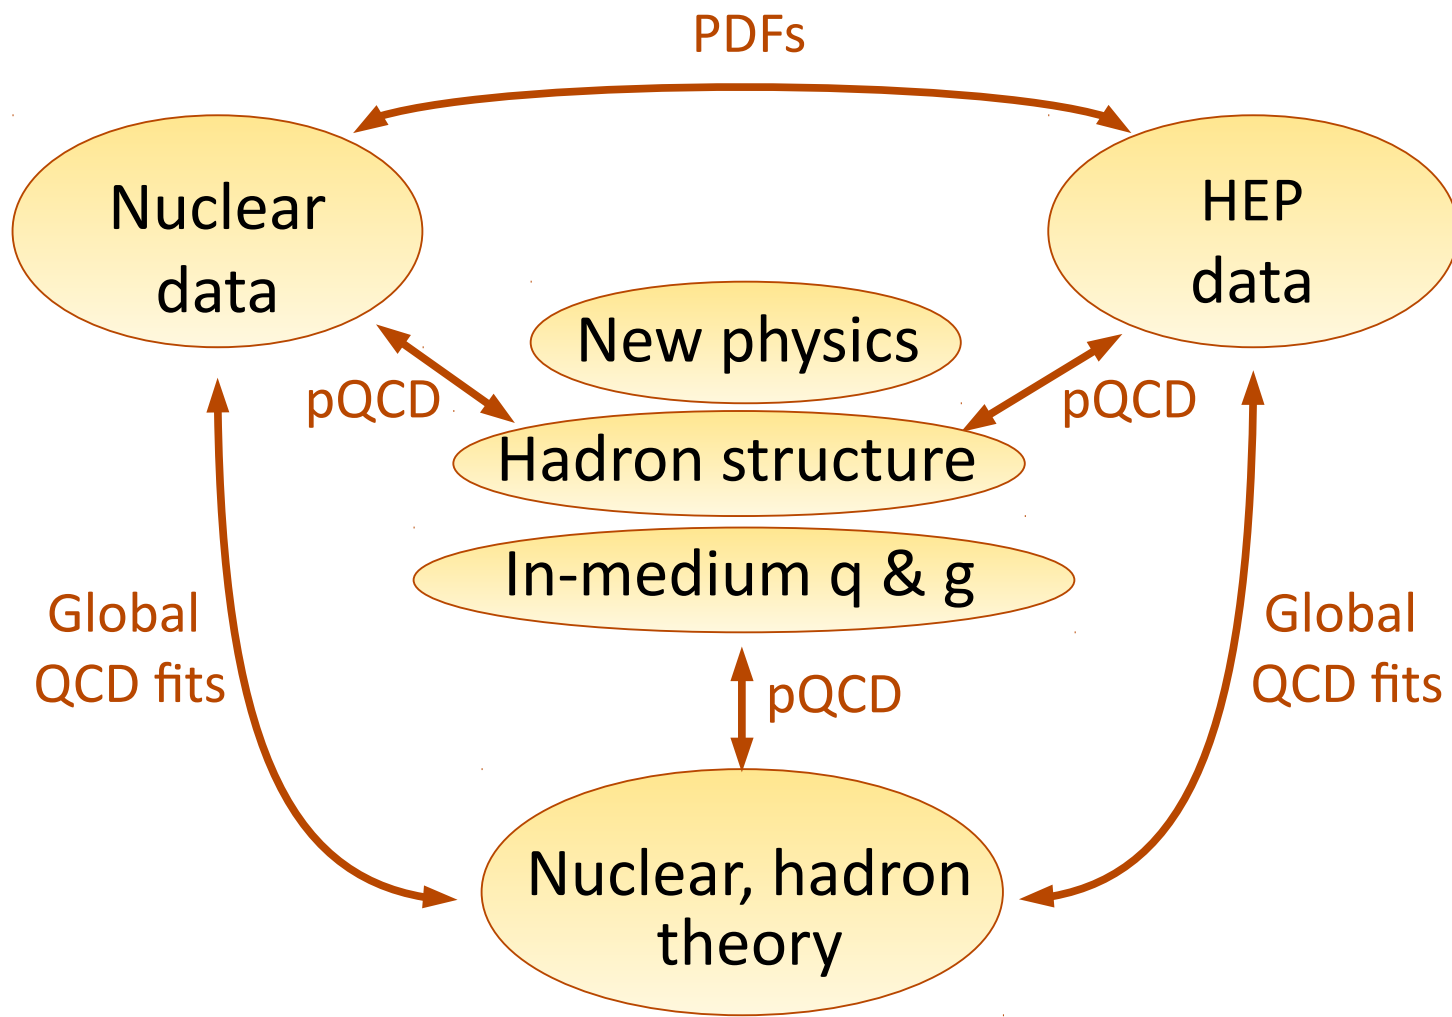 PDFs
Nuclear
data
HEP
data
New physics
pQCD
pQCD
Hadron structure
In-medium q & g
Global
QCD fits
Global
QCD fits
pQCD
Nuclear, hadron
theory